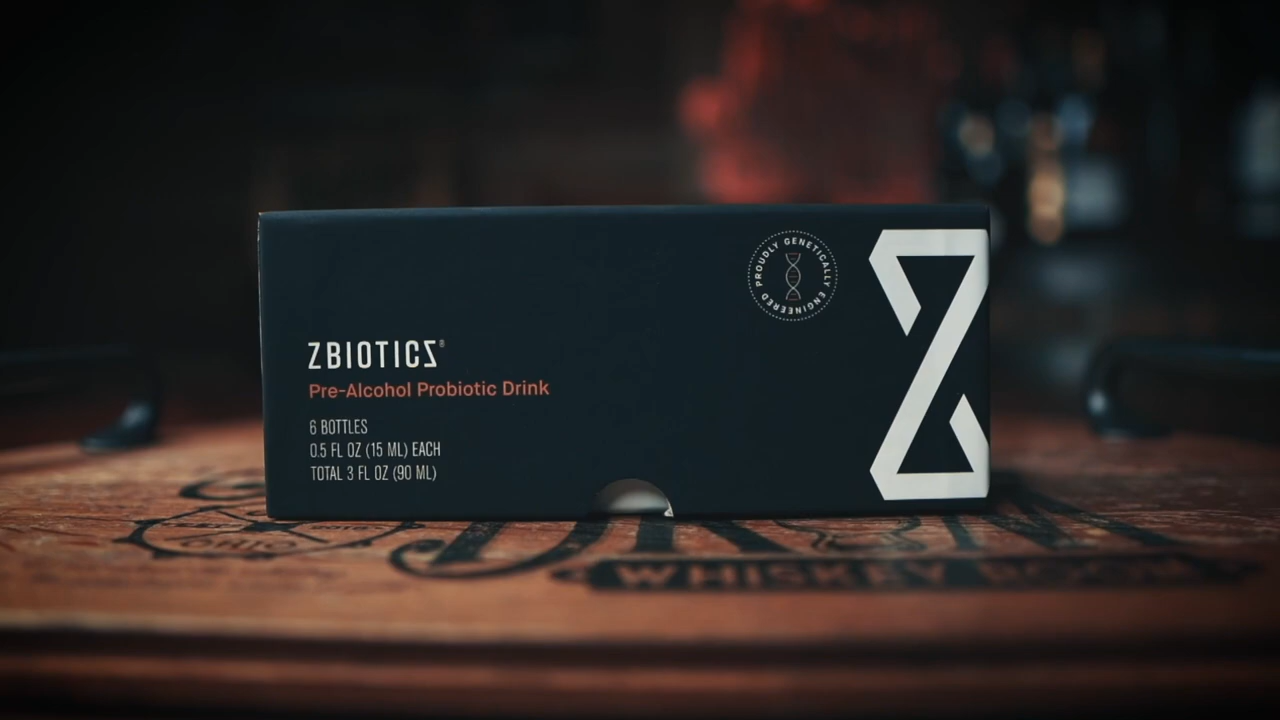 PROUDLY GENETICALLY ENGINEERED
ZBIOTICS®
Pre-Alcohol Probiotic Drink
6 BOTTLES
0.5 FL OZ (15 ML) EACH
TOTAL 3 FL OZ (90 ML)
WHISKEY ROOM